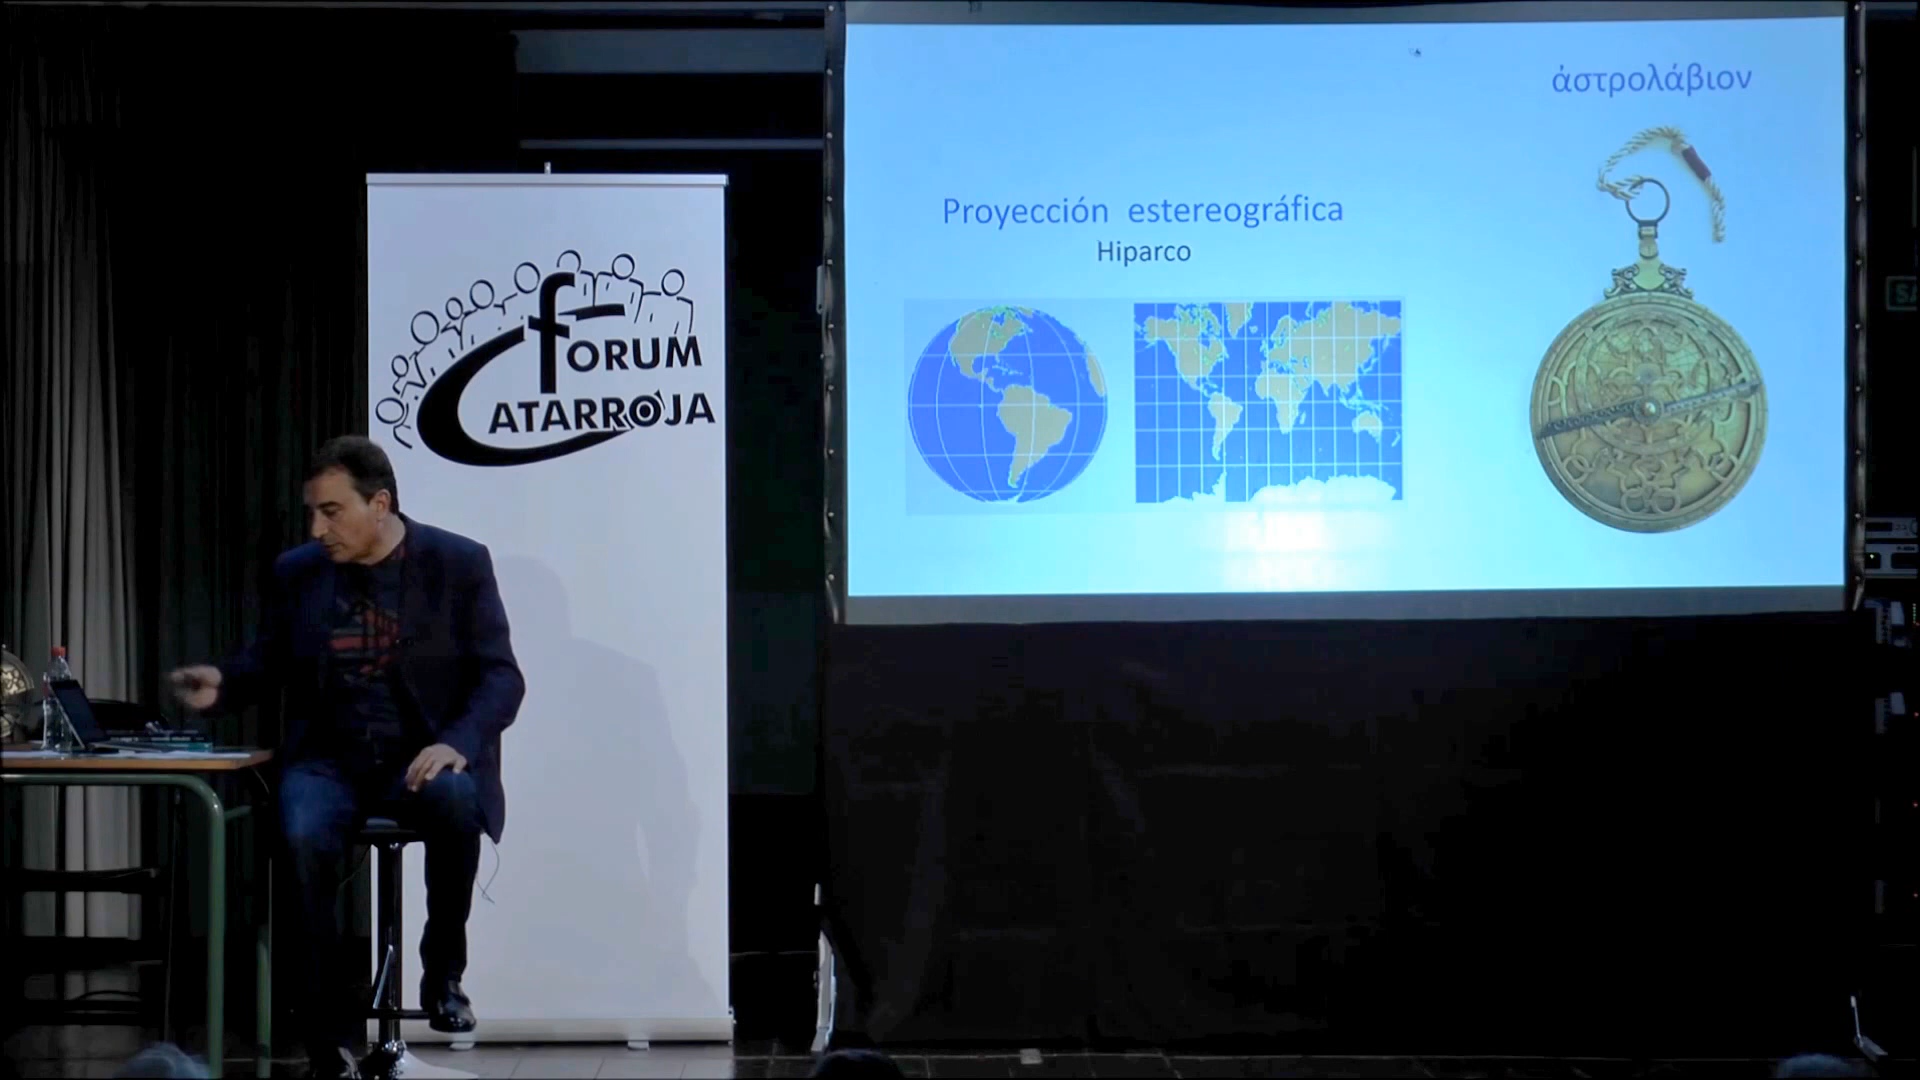 FORUM
CATARROJA
ἀστρολάβιον
Proyección estereográfica
Hiparco